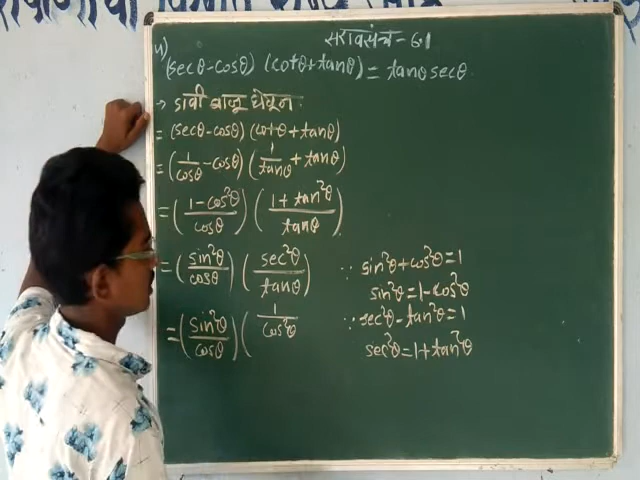 सरावसंच-6.1
५) (secθ-cosθ) (cotθ+tanθ) = tanθ secθ
→ डावी बाजू घेवून
= (secθ-cosθ) (cotθ + tanθ)
= (1/cosθ - cosθ) (1/tanθ + tanθ)
= (1-cos²θ/cosθ) (1+tan²θ/tanθ)
= (sin²θ/cosθ) (sec²θ/tanθ) ∵ sin²θ+cos²θ=1
sin²θ=1-cos²θ
= (sin²θ/cosθ) (1/cos²θ ∵ sec²θ-tan²θ=1
sec²θ=1+tan²θ